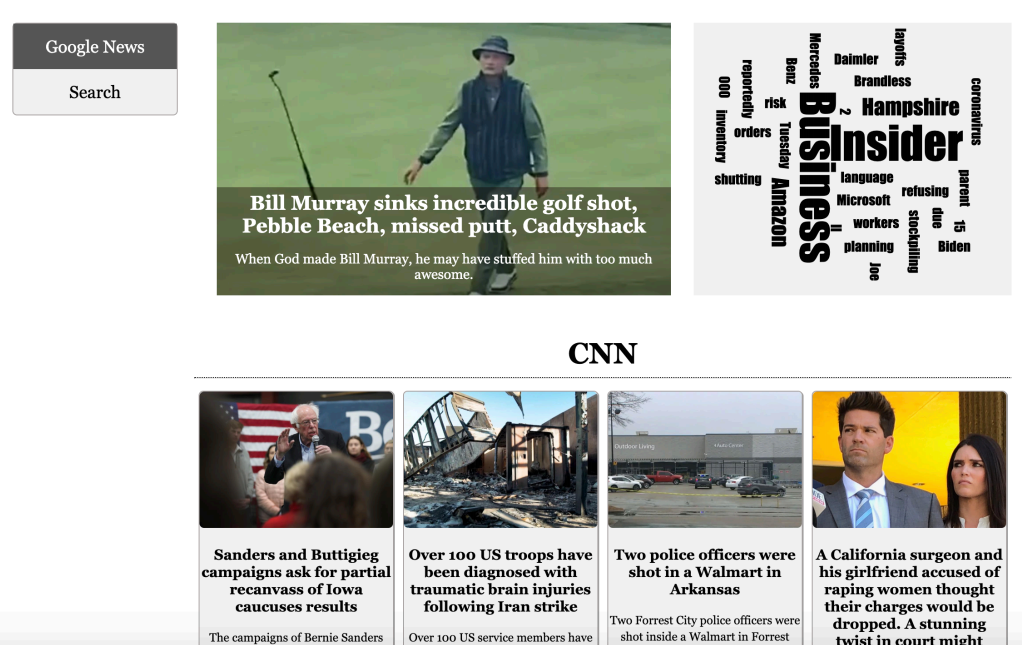 Google News
Search
Bill Murray sinks incredible golf shot,
Pebble Beach, missed putt, Caddyshack
When God made Bill Murray, he may have stuffed him with too much
awesome.
layoffs
Mercedes
Daimler
Benz
reportedly
Brandless
000
coronavirus
Business
risk
2
Hampshire
inventory
orders
Tuesday
Insider
shutting
language
parent
Amazon
refusing
Microsoft
due
stockpiling
workers
15
planning
Biden
Joe
CNN
Outdoor Living
Auto Center
B
Sanders and Buttigieg
campaigns ask for partial
recanvass of Iowa
caucuses results
The campaigns of Bernie Sanders
Over 100 US troops have
been diagnosed with
traumatic brain injuries
following Iran strike
Over 100 US service members have
Two police officers were
shot in a Walmart in
Arkansas
Two Forrest City police officers were
shot inside a Walmart in Forrest
A California surgeon and
his girlfriend accused of
raping women thought
their charges would be
dropped. A stunning
twist in court might